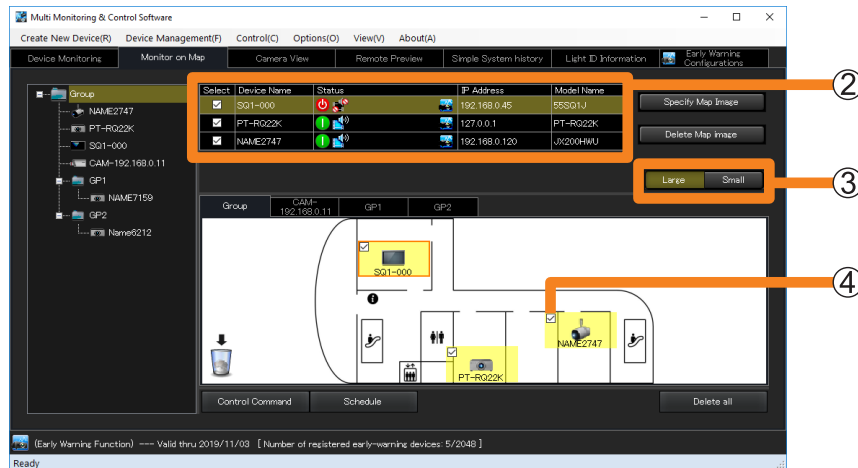 Multi Monitoring & Control Software
Create New Device(R) Device Management(F) Control(C) Options(O) View(V) About(A)
Device Monitoring Monitor on Map Camera View Remote Preview Simple System history Light ID Information Early Warning Configurations
Group
NAME2747
PT-RQ22K
SQ1-000
CAM-192.168.0.11
GP1
NAME7159
GP2
Name6212
Select Device Name Status IP Address Model Name
SQ1-000 192.168.0.45 55SQ1J
PT-RQ22K 127.0.0.1 PT-RQ22K
NAME2747 192.168.0.120 JX200HWU
②
Specify Map Image
Delete Map image
Large Small
③
Group CAM-192.168.0.11 GP1 GP2
SQ1-000
④
NAME2747
PT-RQ22K
Control Command Schedule Delete all
(Early Warning Function) --- Valid thru 2019/11/03 [ Number of registered early-warning devices: 5/2048 ]
Ready